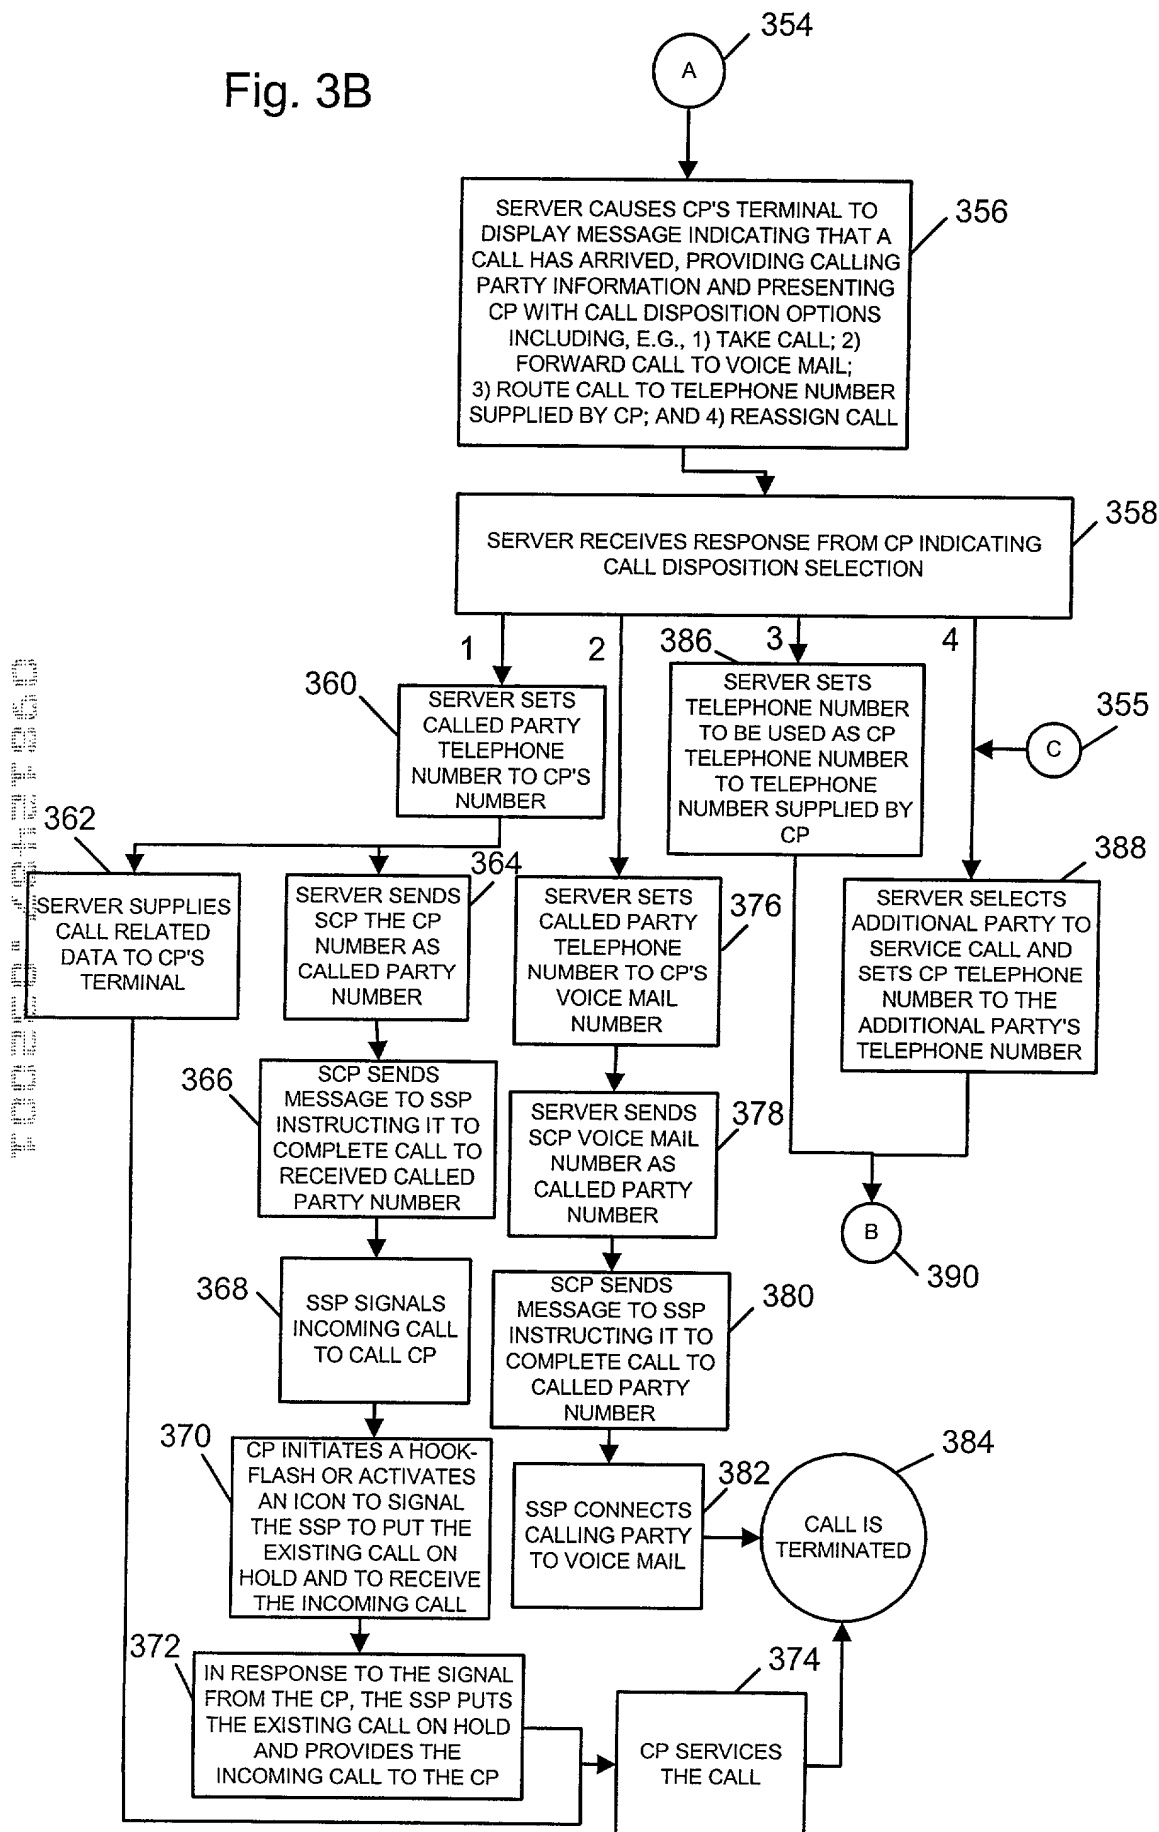 Fig. 3B
354
A
356
SERVER CAUSES CP'S TERMINAL TO
DISPLAY MESSAGE INDICATING THAT A
CALL HAS ARRIVED, PROVIDING CALLING
PARTY INFORMATION AND PRESENTING
CP WITH CALL DISPOSITION OPTIONS
INCLUDING, E.G., 1) TAKE CALL; 2)
FORWARD CALL TO VOICE MAIL;
3) ROUTE CALL TO TELEPHONE NUMBER
SUPPLIED BY CP; AND 4) REASSIGN CALL
358
SERVER RECEIVES RESPONSE FROM CP INDICATING
CALL DISPOSITION SELECTION
1
2
3
4
360
SERVER SETS
CALLED PARTY
TELEPHONE
NUMBER TO CP'S
NUMBER
386
SERVER SETS
TELEPHONE NUMBER
TO BE USED AS CP
TELEPHONE NUMBER
TO TELEPHONE
NUMBER SUPPLIED BY
CP
C
355
362
SERVER SUPPLIES
CALL RELATED
DATA TO CP'S
TERMINAL
364
SERVER SENDS
SCP THE CP
NUMBER AS
CALLED PARTY
NUMBER
376
SERVER SETS
CALLED PARTY
TELEPHONE
NUMBER TO CP'S
VOICE MAIL
NUMBER
388
SERVER SELECTS
ADDITIONAL PARTY TO
SERVICE CALL AND
SETS CP TELEPHONE
NUMBER TO THE
ADDITIONAL PARTY'S
TELEPHONE NUMBER
366
SCP SENDS
MESSAGE TO SSP
INSTRUCTING IT TO
COMPLETE CALL TO
RECEIVED CALLED
PARTY NUMBER
378
SERVER SENDS
SCP VOICE MAIL
NUMBER AS
CALLED PARTY
NUMBER
B
390
368
SSP SIGNALS
INCOMING CALL
TO CALL CP
380
SCP SENDS
MESSAGE TO SSP
INSTRUCTING IT TO
COMPLETE CALL TO
CALLED PARTY
NUMBER
370
CP INITIATES A HOOK-
FLASH OR ACTIVATES
AN ICON TO SIGNAL
THE SSP TO PUT THE
EXISTING CALL ON
HOLD AND TO RECEIVE
THE INCOMING CALL
382
SSP CONNECTS
CALLING PARTY
TO VOICE MAIL
384
CALL IS
TERMINATED
372
IN RESPONSE TO THE SIGNAL
FROM THE CP, THE SSP PUTS
THE EXISTING CALL ON HOLD
AND PROVIDES THE
INCOMING CALL TO THE CP
374
CP SERVICES
THE CALL